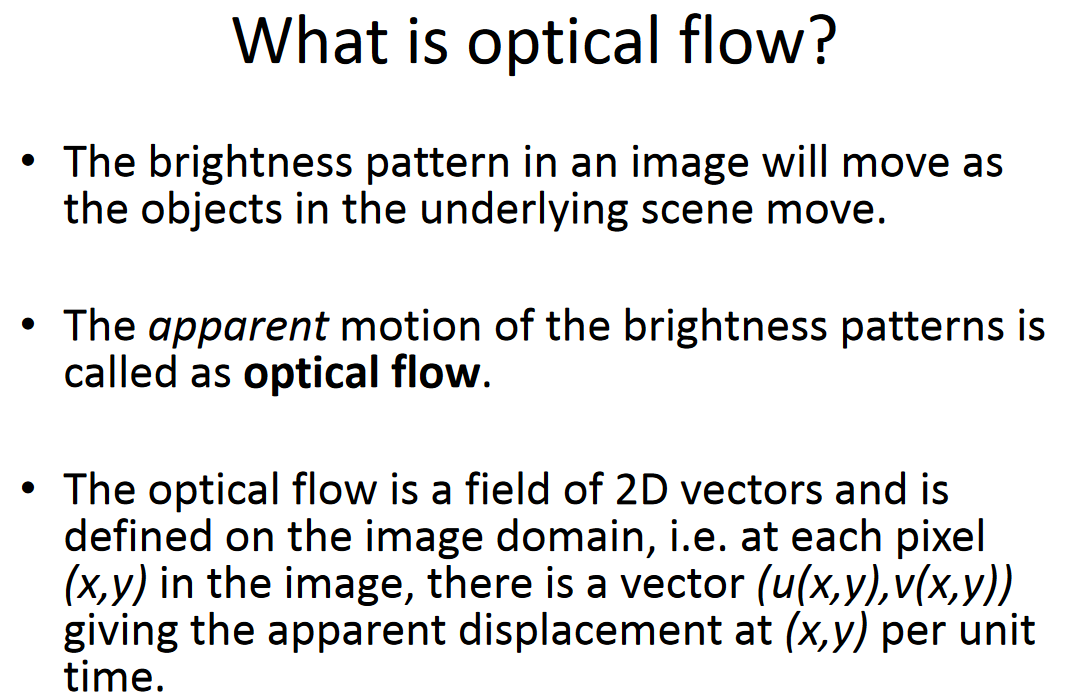 What is optical flow?
• The brightness pattern in an image will move as
the objects in the underlying scene move.
• The apparent motion of the brightness patterns is
called as optical flow.
• The optical flow is a field of 2D vectors and is
defined on the image domain, i.e. at each pixel
(x,y) in the image, there is a vector (u(x,y),v(x,y))
giving the apparent displacement at (x,y) per unit
time.